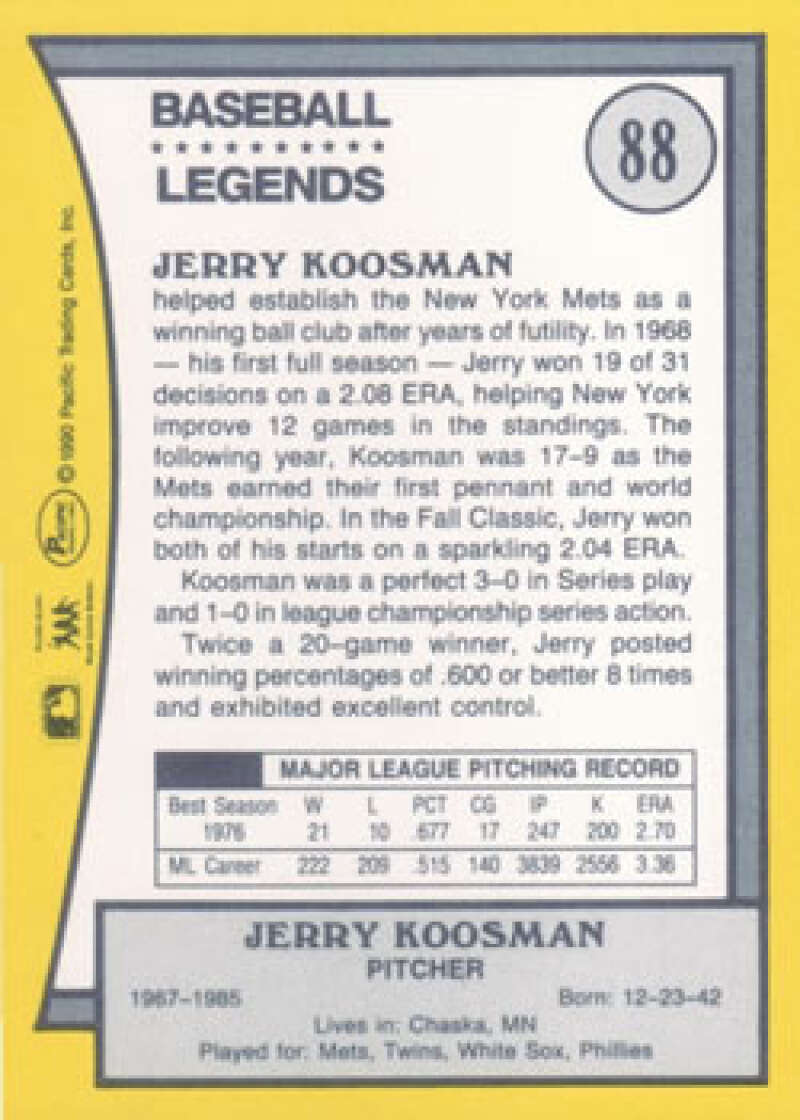 BASEBALL
LEGENDS
88
JERRY KOOSMAN
helped establish the New York Mets as a
winning ball club after years of futility. In 1968
— his first full season — Jerry won 19 of 31
decisions on a 2.08 ERA, helping New York
improve 12 games in the standings. The
following year, Koosman was 17–9 as the
Mets earned their first pennant and world
championship. In the Fall Classic, Jerry won
both of his starts on a sparkling 2.04 ERA.
Koosman was a perfect 3–0 in Series play
and 1–0 in league championship series action.
Twice a 20–game winner, Jerry posted
winning percentages of .600 or better 8 times
and exhibited excellent control.
MAJOR LEAGUE PITCHING RECORD
Best Season W L PCT CG IP K ERA
1976 21 10 .677 17 247 200 2.70
ML Career 222 209 .515 140 3839 2556 3.36
JERRY KOOSMAN
PITCHER
1967–1985 Born: 12–23–42
Lives in: Chaska, MN
Played for: Mets, Twins, White Sox, Phillies
© 1990 Pacific Trading Cards, Inc.
PACIFIC